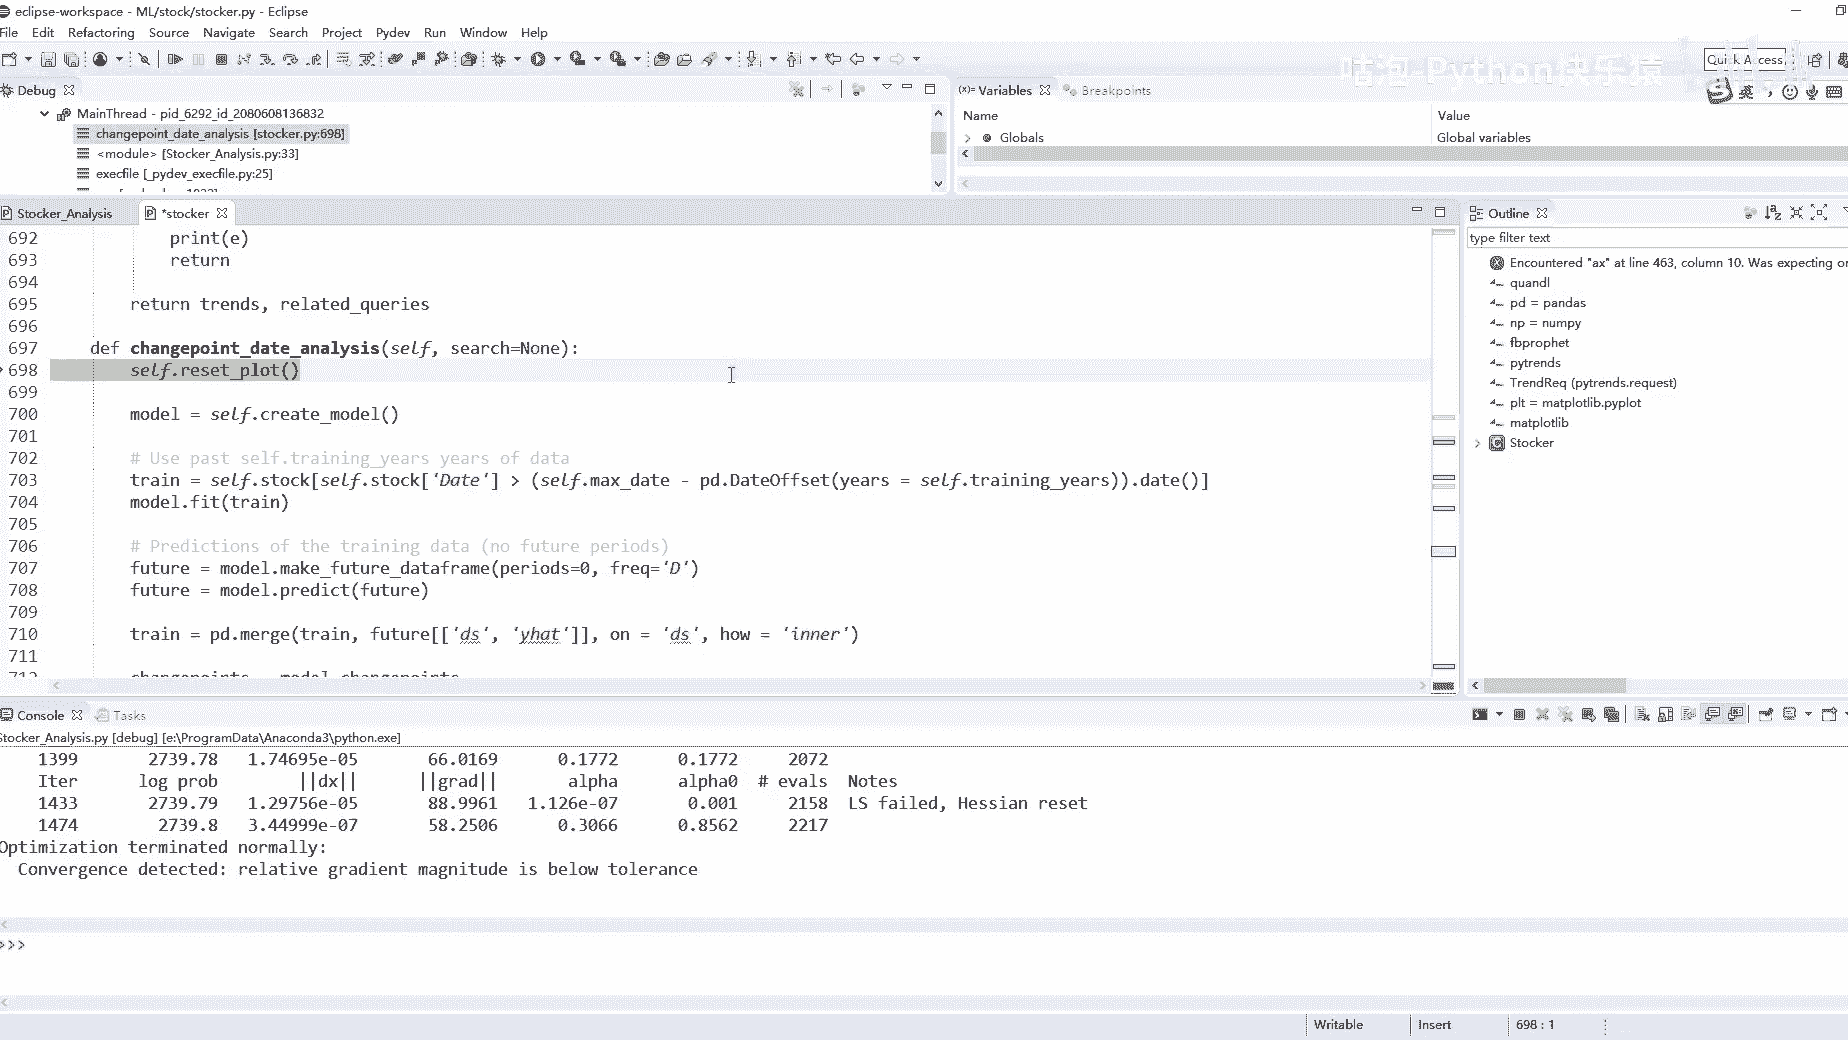 eclipse-workspace - ML/stock/stocker.py - Eclipse
File Edit Refactoring Source Navigate Search Project Pydev Run Window Help
Quick Access
Debug
(x)= Variables Breakpoints
MainThread - pid_6292_id_2080608136832
changepoint_date_analysis [stocker.py:698]
<module> [Stocker_Analysis.py:33]
execfile [_pydev_execfile.py:25]
Name Value
Globals Global variables
Stocker_Analysis *stocker
692 print(e)
693 return
694
695 return trends, related_queries
696
697 def changepoint_date_analysis(self, search=None):
698 self.reset_plot()
699
700 model = self.create_model()
701
702 # Use past self.training_years years of data
703 train = self.stock[self.stock['Date'] > (self.max_date - pd.DateOffset(years = self.training_years)).date()]
704 model.fit(train)
705
706 # Predictions of the training data (no future periods)
707 future = model.make_future_dataframe(periods=0, freq='D')
708 future = model.predict(future)
709
710 train = pd.merge(train, future[['ds', 'yhat']], on = 'ds', how = 'inner')
711
712 changepoints = model.changepoints
Outline
type filter text
Encountered "ax" at line 463, column 10. Was expecting
quandl
pd = pandas
np = numpy
fbprophet
pytrends
TrendReq (pytrends.request)
plt = matplotlib.pyplot
matplotlib
Stocker
Console Tasks
Stocker_Analysis.py [debug] [e:\ProgramData\Anaconda3\python.exe]
1399 2739.78 1.74695e-05 66.0169 0.1772 0.1772 2072
Iter log prob ||dx|| ||grad|| alpha alpha0 # evals Notes
1433 2739.79 1.29756e-05 88.9961 1.126e-07 0.001 2158 LS failed, Hessian reset
1474 2739.8 3.44999e-07 58.2506 0.3066 0.8562 2217
Optimization terminated normally:
Convergence detected: relative gradient magnitude is below tolerance
>>>
Writable Insert 698 : 1